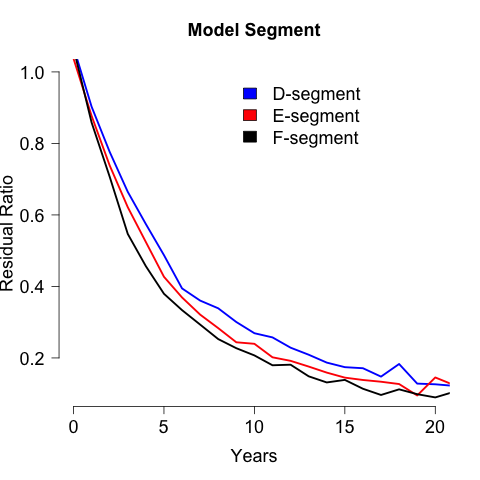 Model Segment
D-segment
E-segment
F-segment
Residual Ratio
1.0
0.8
0.6
0.4
0.2
0 5 10 15 20
Years